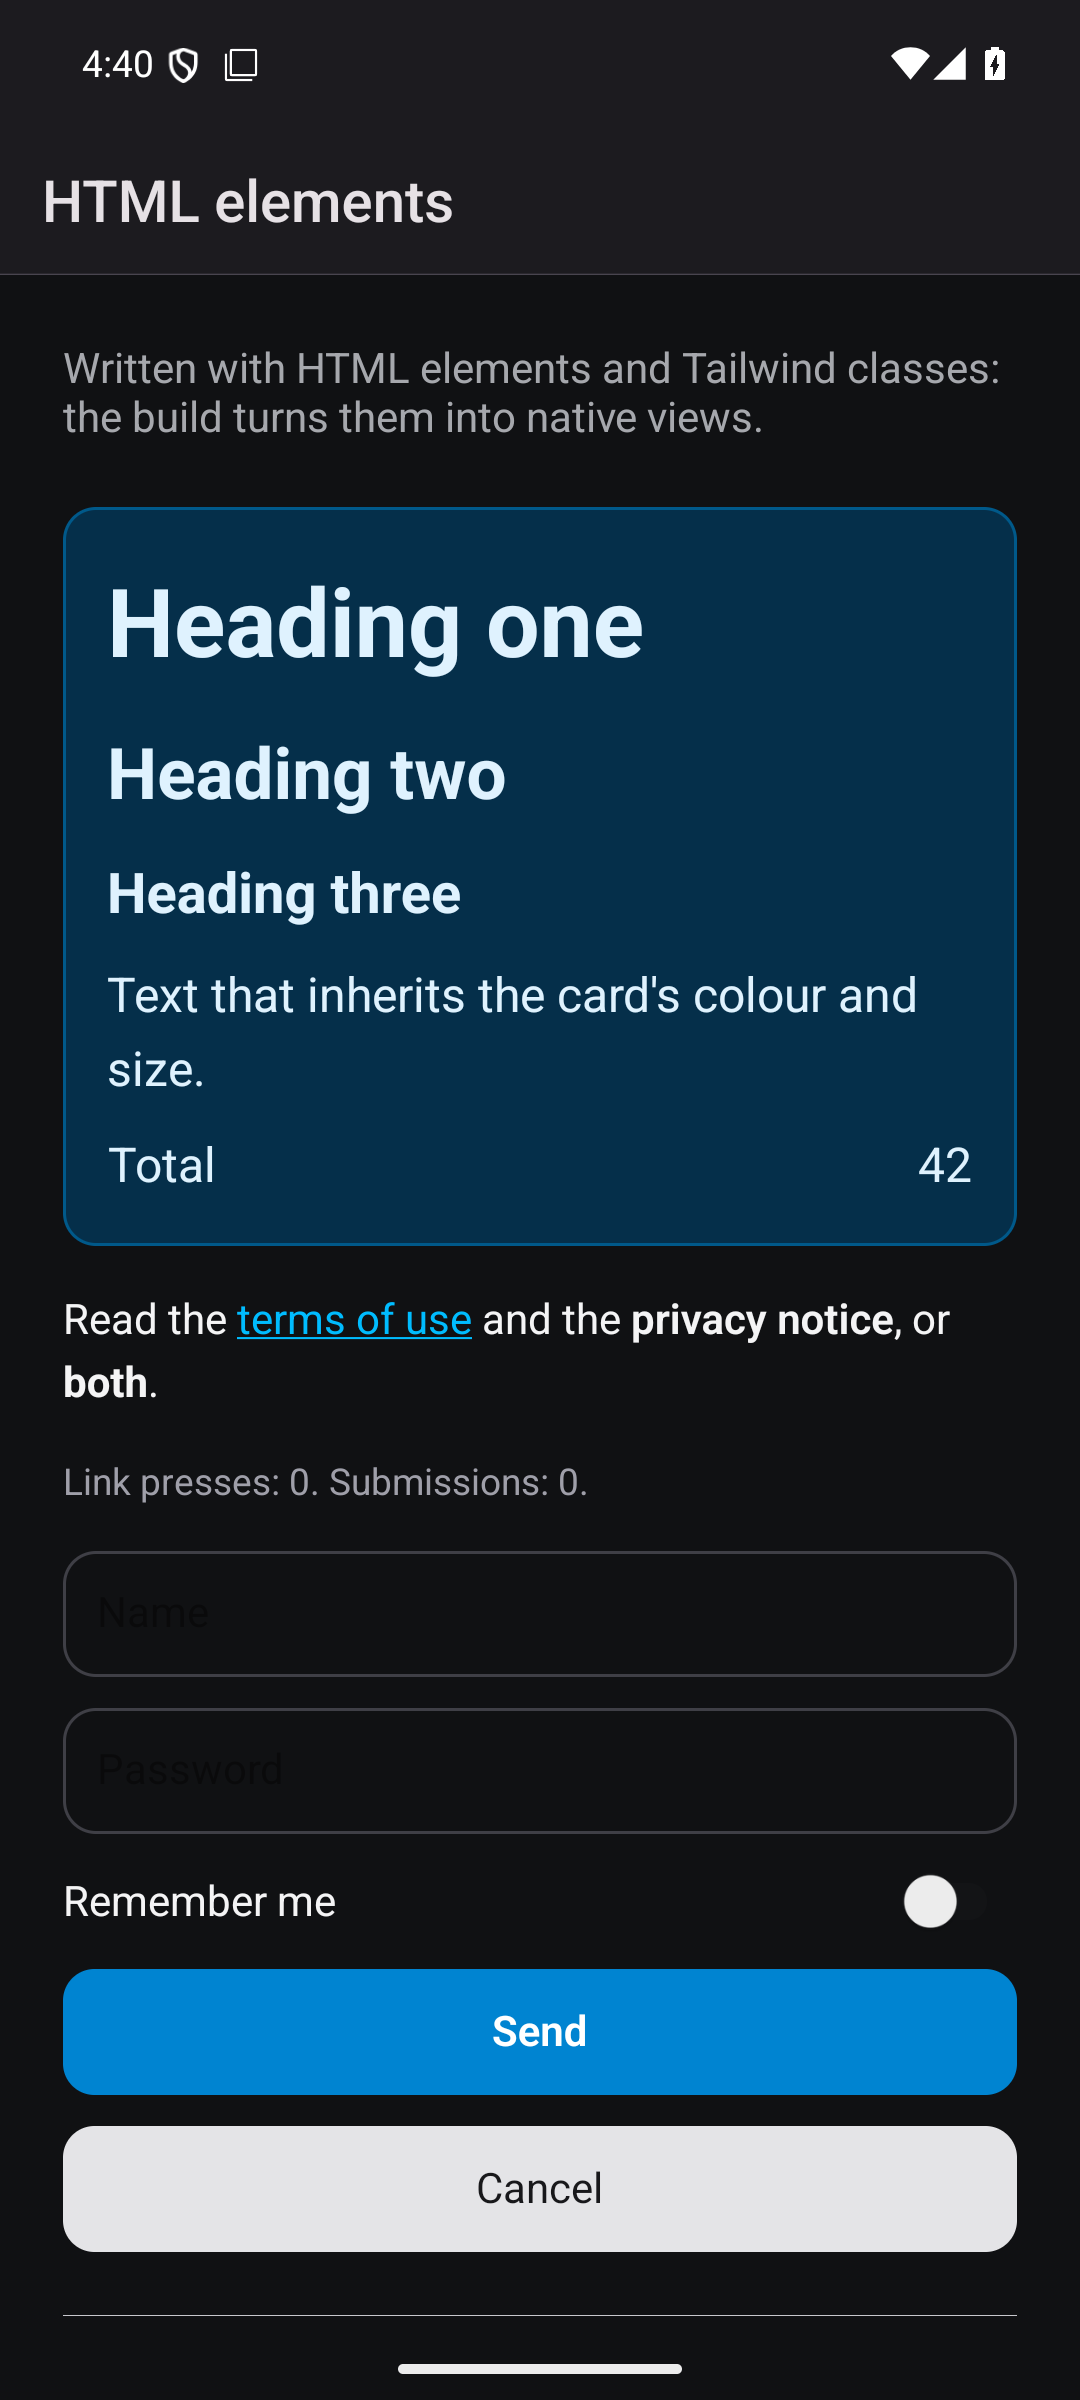 4:40
HTML elements
Written with HTML elements and Tailwind classes:
the build turns them into native views.
Heading one
Heading two
Heading three
Text that inherits the card's colour and
size.
Total 42
Read the terms of use and the privacy notice, or
both.
Link presses: 0. Submissions: 0.
Name
Password
Remember me
Send
Cancel